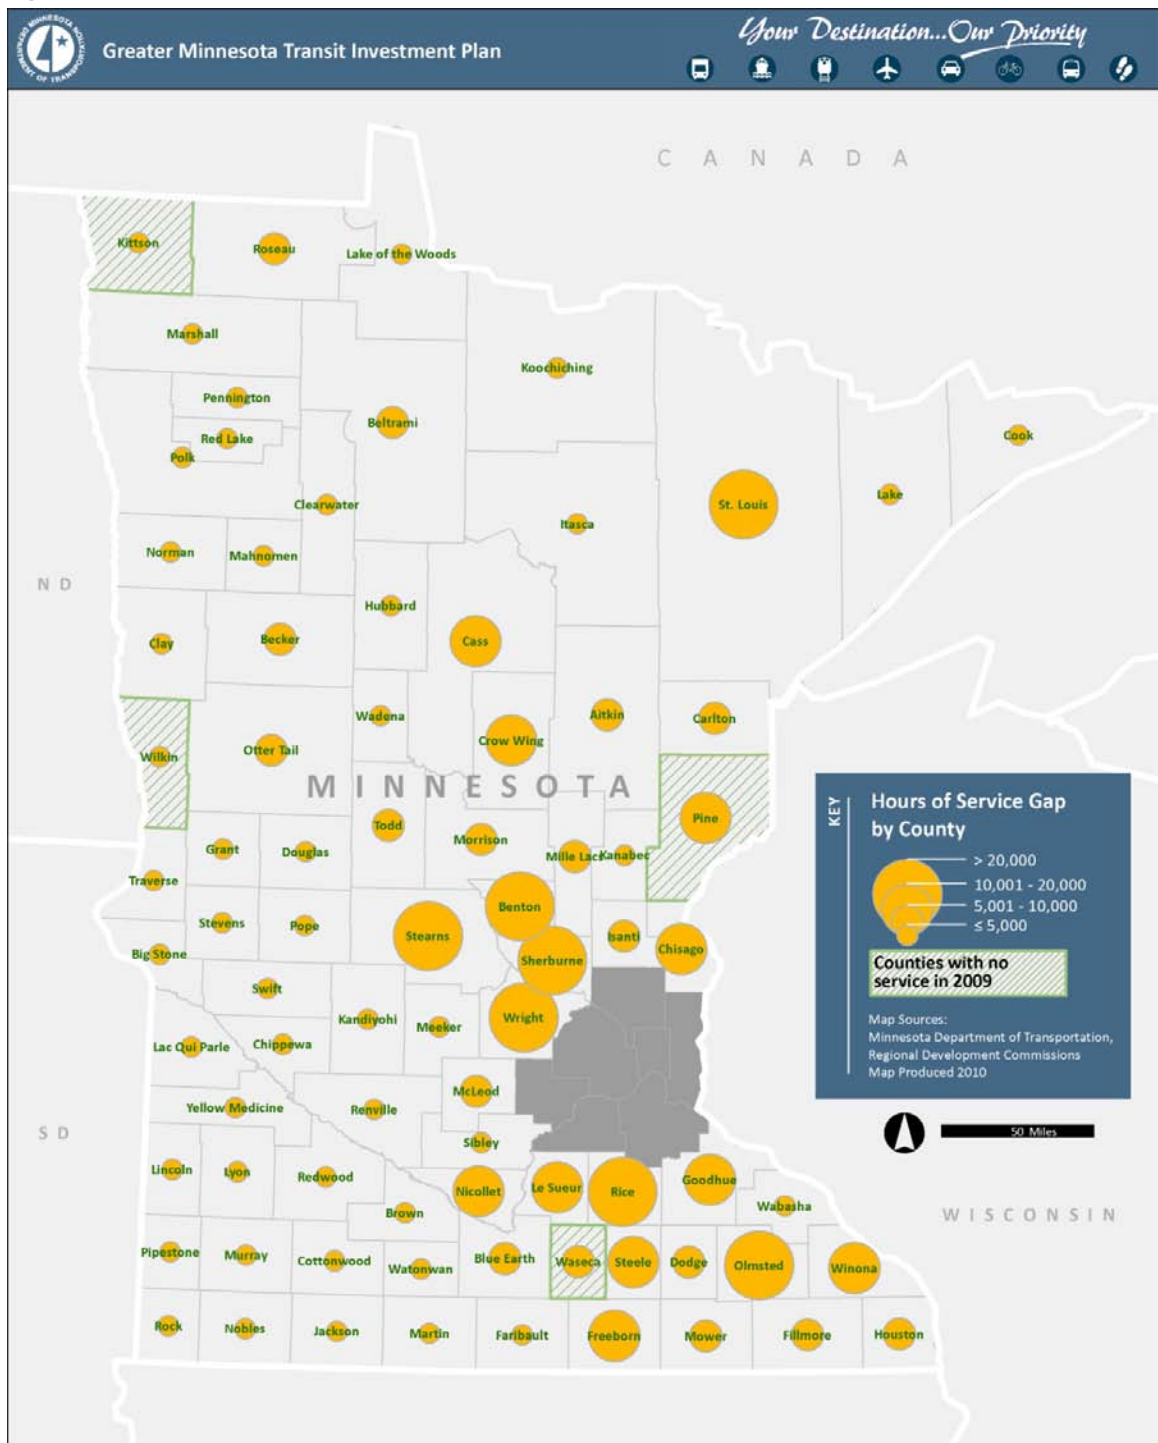 DEPARTMENT OF TRANSPORTATION
MINNESOTA
Greater Minnesota Transit Investment Plan
Your Destination...Our Priority
CANADA
Kittson
Roseau
Lake of the Woods
Marshall
Koochiching
Pennington
Beltrami
Red Lake
Cook
Polk
Lake
Clearwater
St. Louis
Itasca
Norman
Mahnomen
ND
Hubbard
Clay
Becker
Cass
Wadena
Aitkin
Carlton
Crow Wing
Wilkin
Otter Tail
MINNESOTA
Pine
Todd
Morrison
Grant
Douglas
Mille Lacs
Kanabec
Traverse
Benton
Stevens
Pope
Stearns
Isanti
Chisago
Big Stone
Sherburne
Swift
Kandiyohi
Meeker
Wright
Lac Qui Parle
Chippewa
McLeod
Yellow Medicine
Renville
SD
Sibley
Lincoln
Lyon
Redwood
Nicollet
Le Sueur
Rice
Goodhue
Wabasha
Brown
WISCONSIN
Pipestone
Murray
Cottonwood
Watonwan
Blue Earth
Waseca
Steele
Dodge
Olmsted
Winona
Rock
Nobles
Jackson
Martin
Faribault
Freeborn
Mower
Fillmore
Houston
KEY
Hours of Service Gap
by County
> 20,000
10,001 - 20,000
5,001 - 10,000
≤ 5,000
Counties with no
service in 2009
Map Sources:
Minnesota Department of Transportation,
Regional Development Commissions
Map Produced 2010
50 Miles